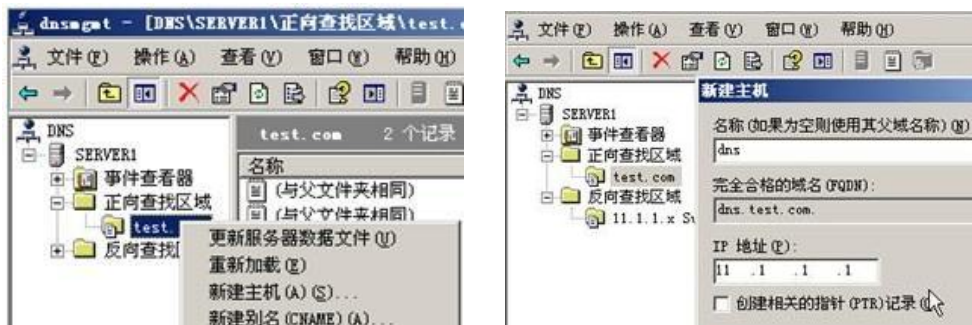 dnsmgmt - [DNS\SERVER1\正向查找区域\test.
文件(F) 操作(A) 查看(V) 窗口(W) 帮助(H)
DNS
SERVER1
事件查看器
正向查找区域
test.
反向查找
test.com 2 个记录
名称
(与父文件夹相同)
(与父文件夹相同)
更新服务器数据文件(U)
重新加载(E)
新建主机(A)(S)...
新建别名(CNAME)(A)...
文件(F) 操作(A) 查看(V) 窗口(W) 帮助(H)
DNS
SERVER1
事件查看器
正向查找区域
test.com
反向查找区域
11.1.1.x
新建主机
名称(如果为空则使用其父域名称)(N)
dns
完全合格的域名(FQDN):
dns.test.com.
IP 地址(P):
11 .1 .1 .1
创建相关的指针(PTR)记录